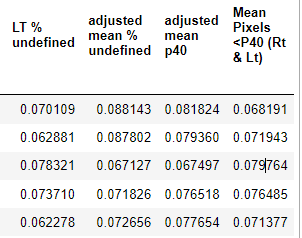 LT % undefined adjusted mean % undefined adjusted mean p40 Mean Pixels <P40 (Rt & Lt)
0.070109 0.088143 0.081824 0.068191
0.062881 0.087802 0.079360 0.071943
0.078321 0.067127 0.067497 0.079764
0.073710 0.071826 0.076518 0.076485
0.062278 0.072656 0.077654 0.071377